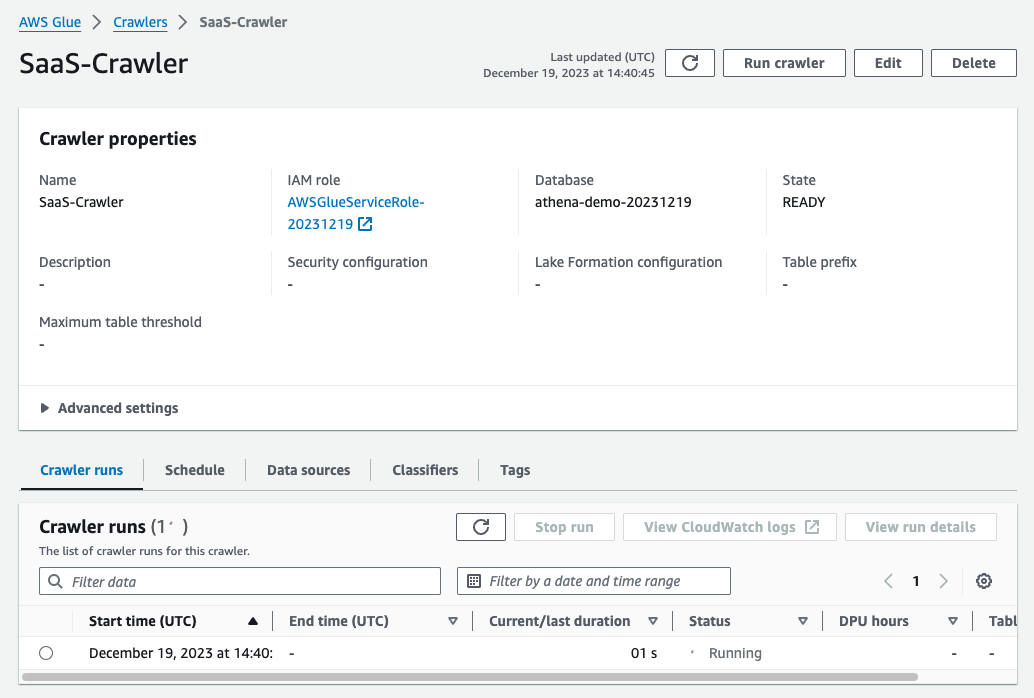 AWS Glue > Crawlers > SaaS-Crawler
SaaS-Crawler
Last updated (UTC)
December 19, 2023 at 14:40:45
Run crawler
Edit
Delete
Crawler properties
Name
SaaS-Crawler
IAM role
AWSGlueServiceRole-
20231219
Database
athena-demo-20231219
State
READY
Description
-
Security configuration
-
Lake Formation configuration
-
Table prefix
-
Maximum table threshold
-
Advanced settings
Crawler runs
Schedule
Data sources
Classifiers
Tags
Crawler runs (1 )
The list of crawler runs for this crawler.
Stop run
View CloudWatch logs
View run details
Filter data
Filter by a date and time range
1
Start time (UTC) End time (UTC) Current/last duration Status DPU hours Tabl
December 19, 2023 at 14:40: - 01 s Running - -